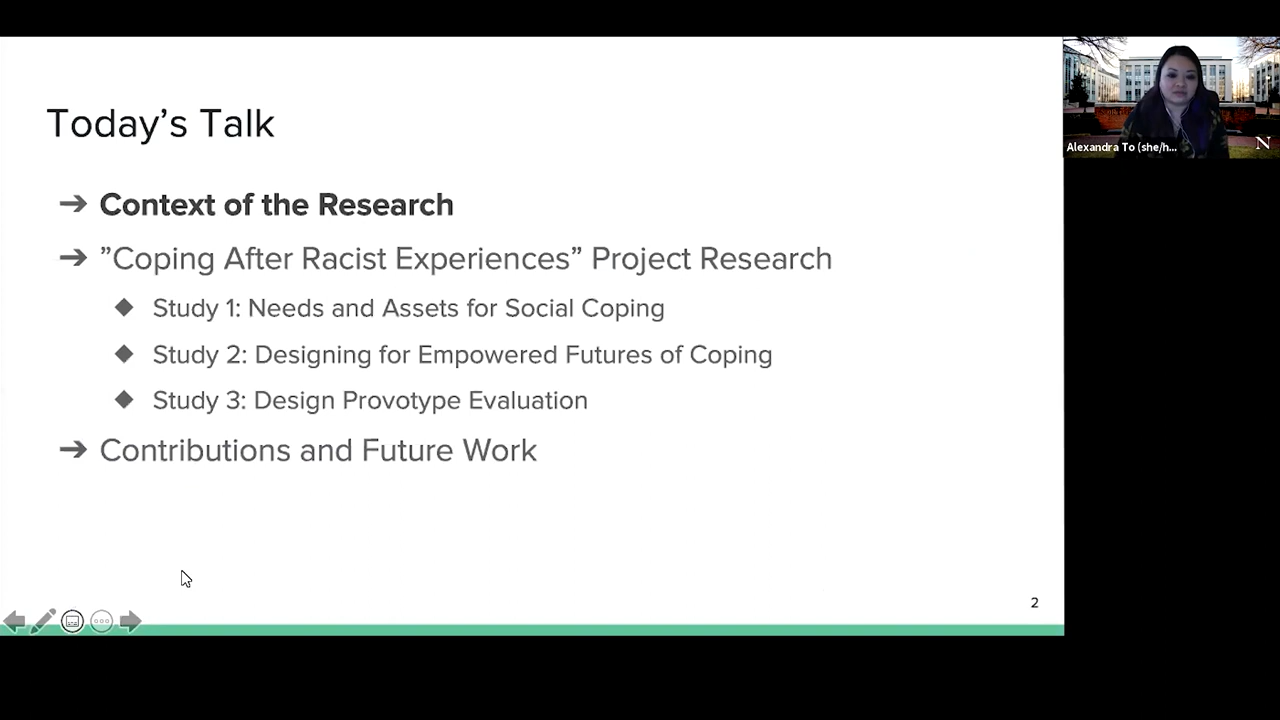 Today's Talk
➔ Context of the Research
➔ ”Coping After Racist Experiences” Project Research
◆ Study 1: Needs and Assets for Social Coping
◆ Study 2: Designing for Empowered Futures of Coping
◆ Study 3: Design Provotype Evaluation
➔ Contributions and Future Work
2
Alexandra To (she/h...
N